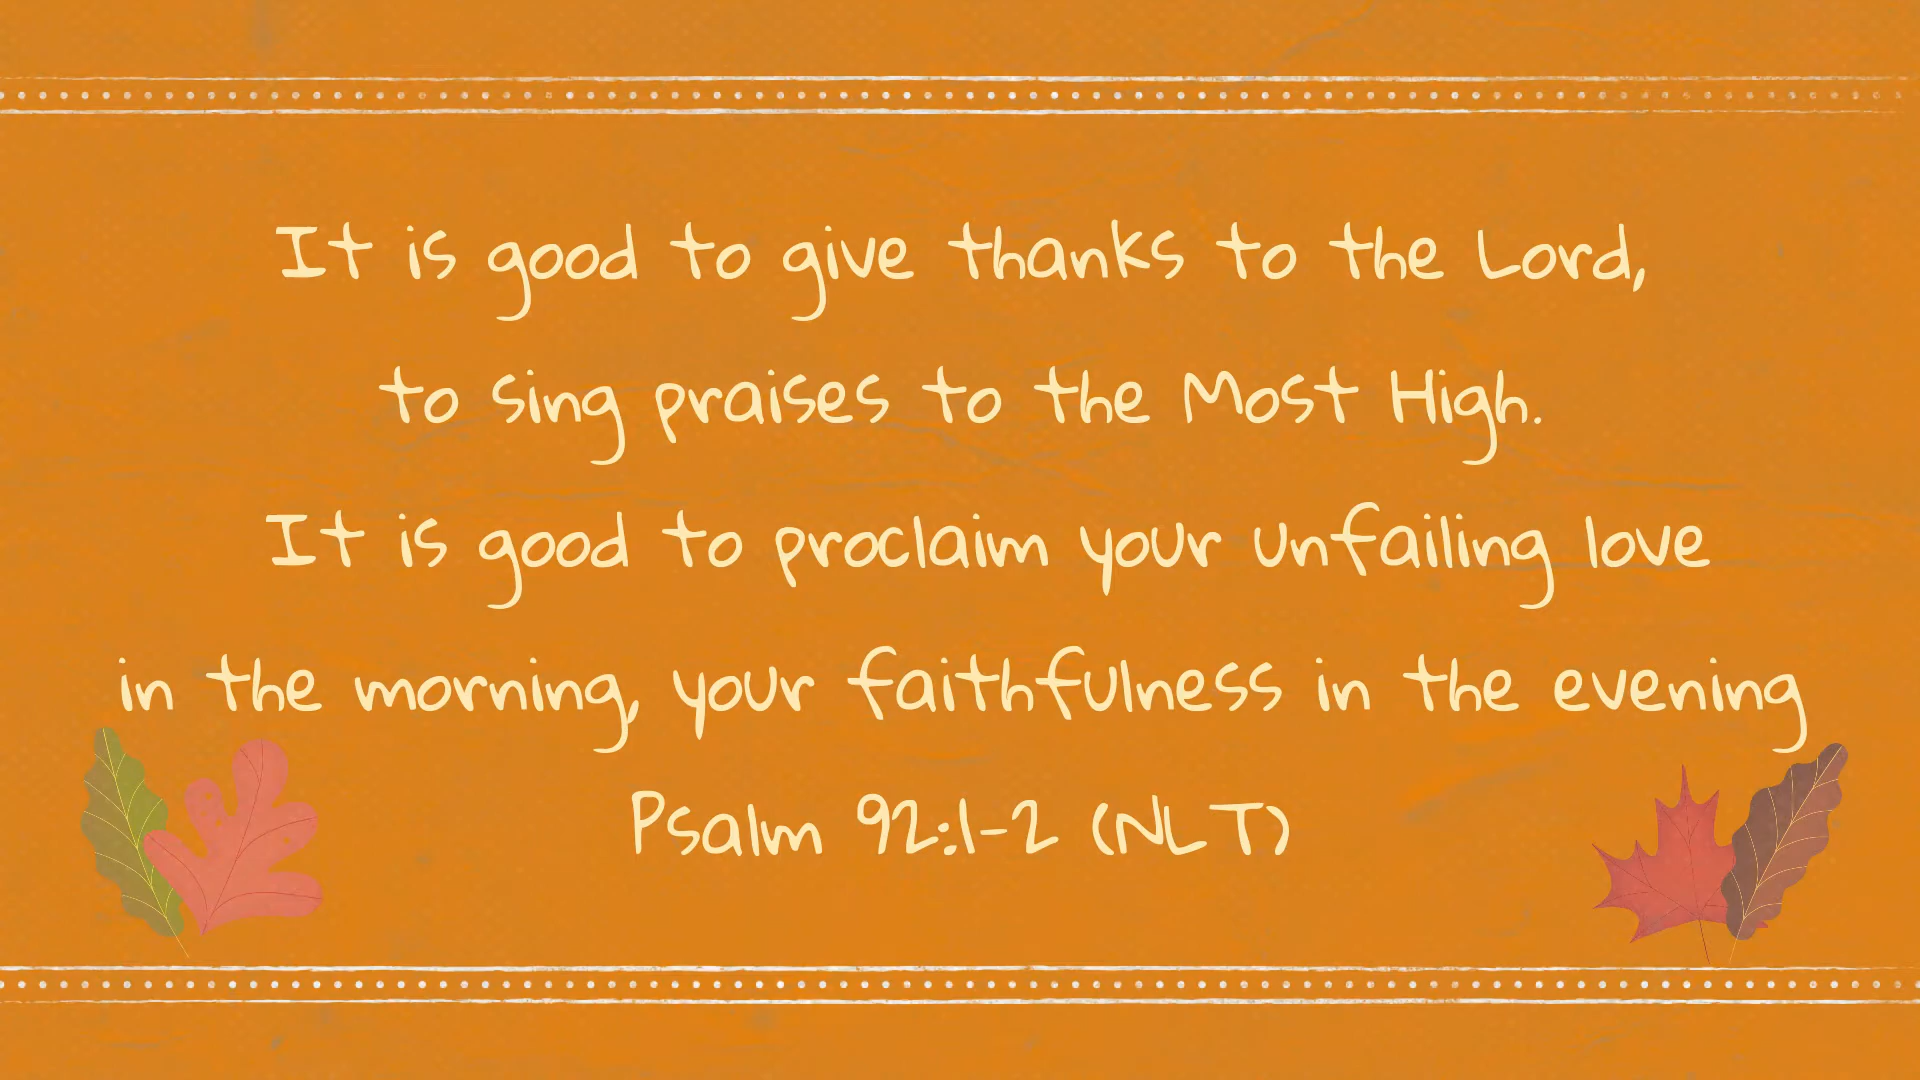 It is good to give thanks to the Lord,
to sing praises to the Most High.
It is good to proclaim your unfailing love
in the morning, your faithfulness in the evening
Psalm 92:1-2 (NLT)